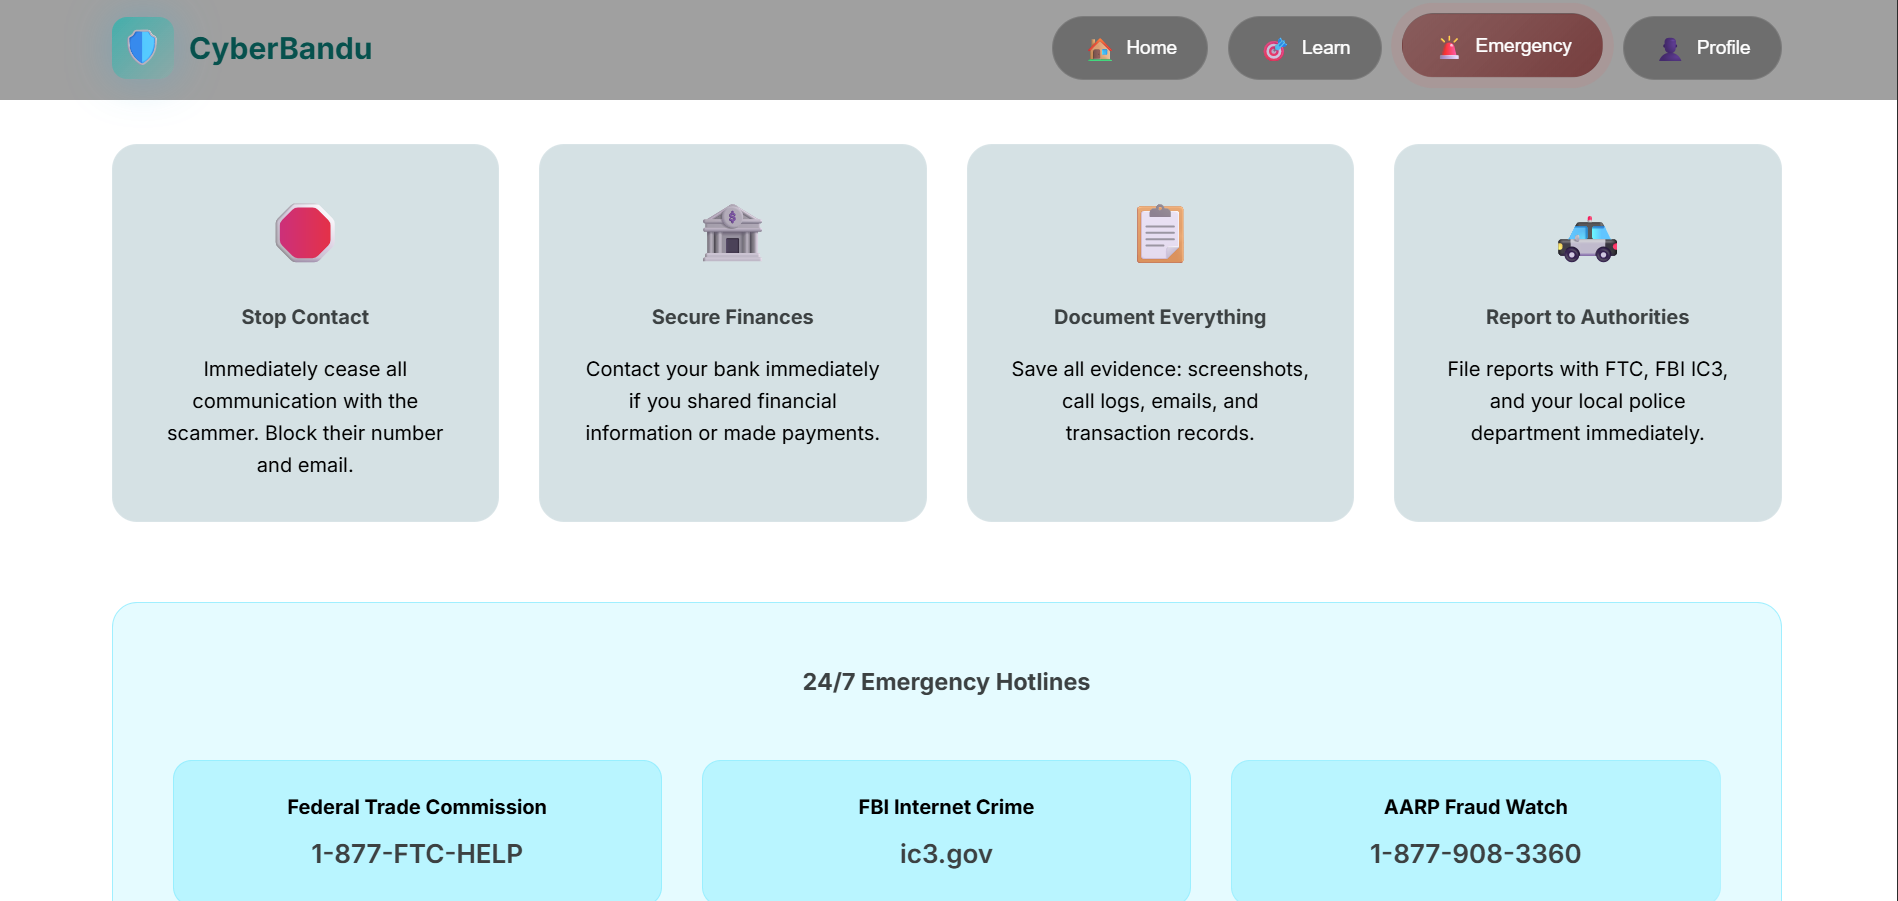 CyberBandu
Home
Learn
Emergency
Profile
Stop Contact
Immediately cease all
communication with the
scammer. Block their number
and email.
Secure Finances
Contact your bank immediately
if you shared financial
information or made payments.
Document Everything
Save all evidence: screenshots,
call logs, emails, and
transaction records.
Report to Authorities
File reports with FTC, FBI IC3,
and your local police
department immediately.
24/7 Emergency Hotlines
Federal Trade Commission
1-877-FTC-HELP
FBI Internet Crime
ic3.gov
AARP Fraud Watch
1-877-908-3360